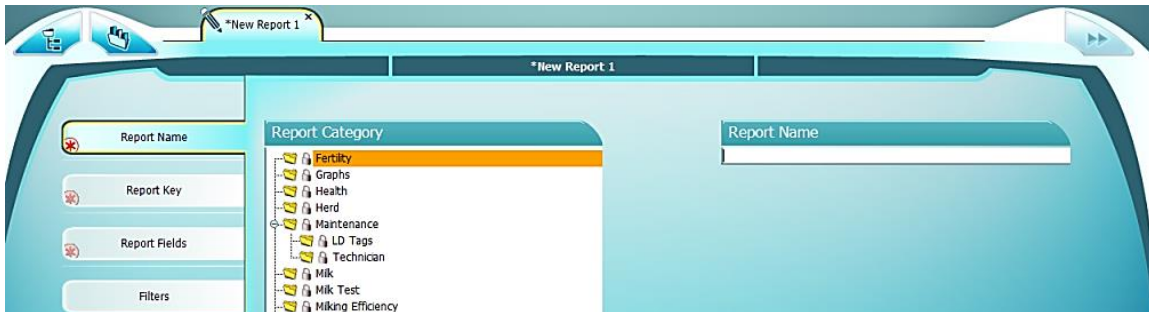 *New Report 1 ×
*New Report 1
Report Name
Report Key
Report Fields
Filters
Report Category
Fertility
Graphs
Health
Herd
Maintenance
LD Tags
Technician
Milk
Milk Test
Milking Efficiency
Report Name